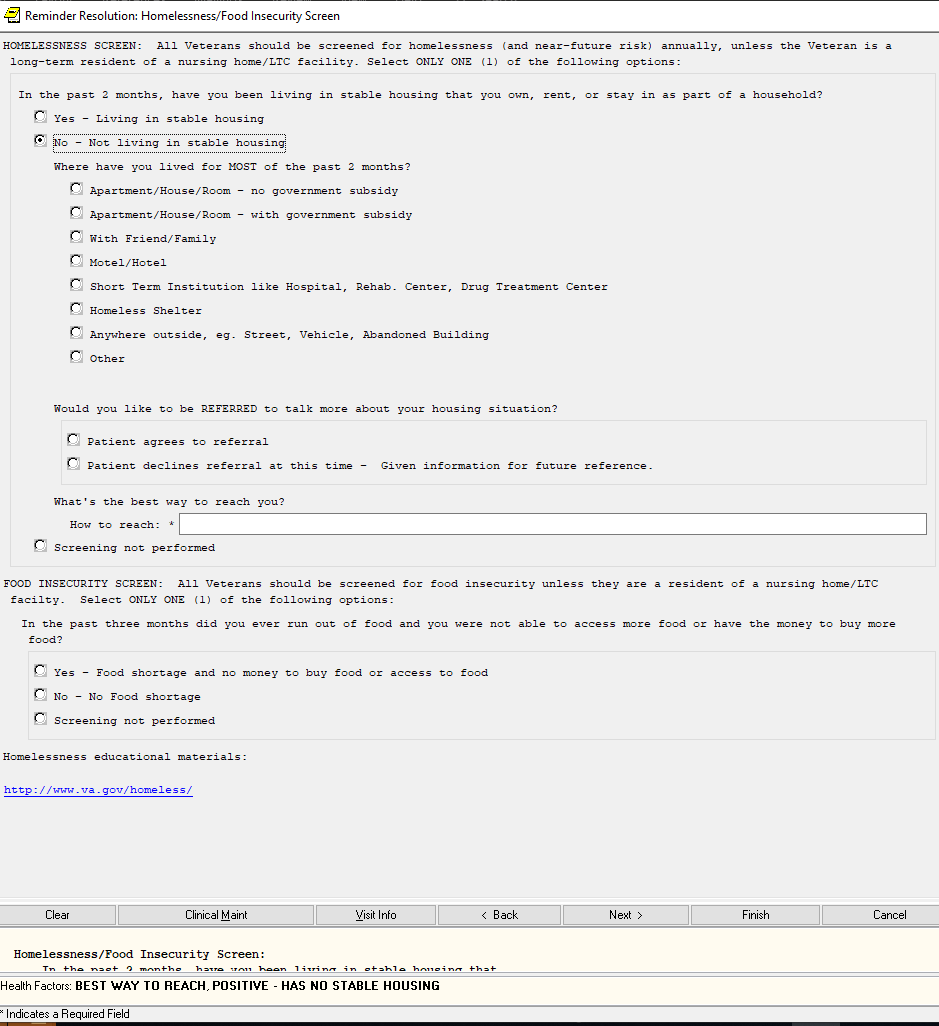 Reminder Resolution: Homelessness/Food Insecurity Screen
HOMELESSNESS SCREEN: All Veterans should be screened for homelessness (and near-future risk) annually, unless the Veteran is a
long-term resident of a nursing home/LTC facility. Select ONLY ONE (1) of the following options:
In the past 2 months, have you been living in stable housing that you own, rent, or stay in as part of a household?
Yes - Living in stable housing
No - Not living in stable housing
Where have you lived for MOST of the past 2 months?
Apartment/House/Room - no government subsidy
Apartment/House/Room - with government subsidy
With Friend/Family
Motel/Hotel
Short Term Institution like Hospital, Rehab. Center, Drug Treatment Center
Homeless Shelter
Anywhere outside, eg. Street, Vehicle, Abandoned Building
Other
Would you like to be REFERRED to talk more about your housing situation?
Patient agrees to referral
Patient declines referral at this time - Given information for future reference.
What's the best way to reach you?
How to reach: *
Screening not performed
FOOD INSECURITY SCREEN: All Veterans should be screened for food insecurity unless they are a resident of a nursing home/LTC
facilty. Select ONLY ONE (1) of the following options:
In the past three months did you ever run out of food and you were not able to access more food or have the money to buy more
food?
Yes - Food shortage and no money to buy food or access to food
No - No Food shortage
Screening not performed
Homelessness educational materials:
http://www.va.gov/homeless/
Clear Clinical Maint Visit Info < Back Next > Finish Cancel
Homelessness/Food Insecurity Screen:
In the past 2 months, have you been living in stable housing that
Health Factors: BEST WAY TO REACH, POSITIVE - HAS NO STABLE HOUSING
* Indicates a Required Field